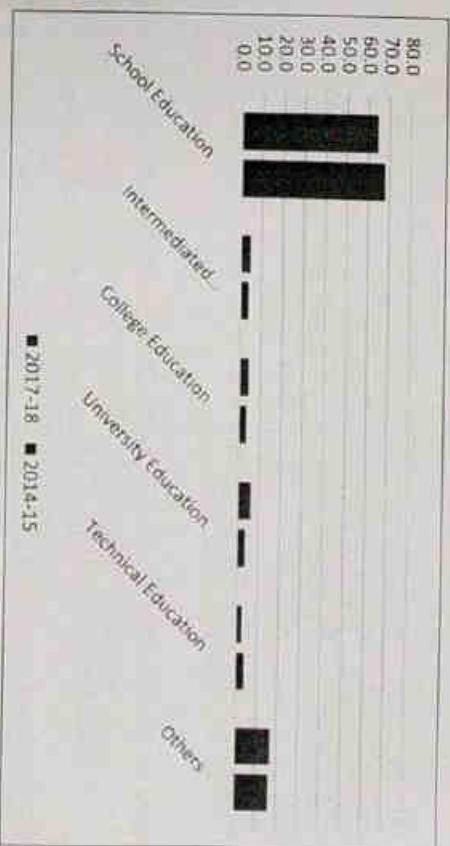 80.0
70.0
60.0
50.0
40.0
30.0
20.0
10.0
0.0
School Education
Intermediated...
College Education
University Education
Technical Education
Others
■ 2017-18 ■ 2014-15